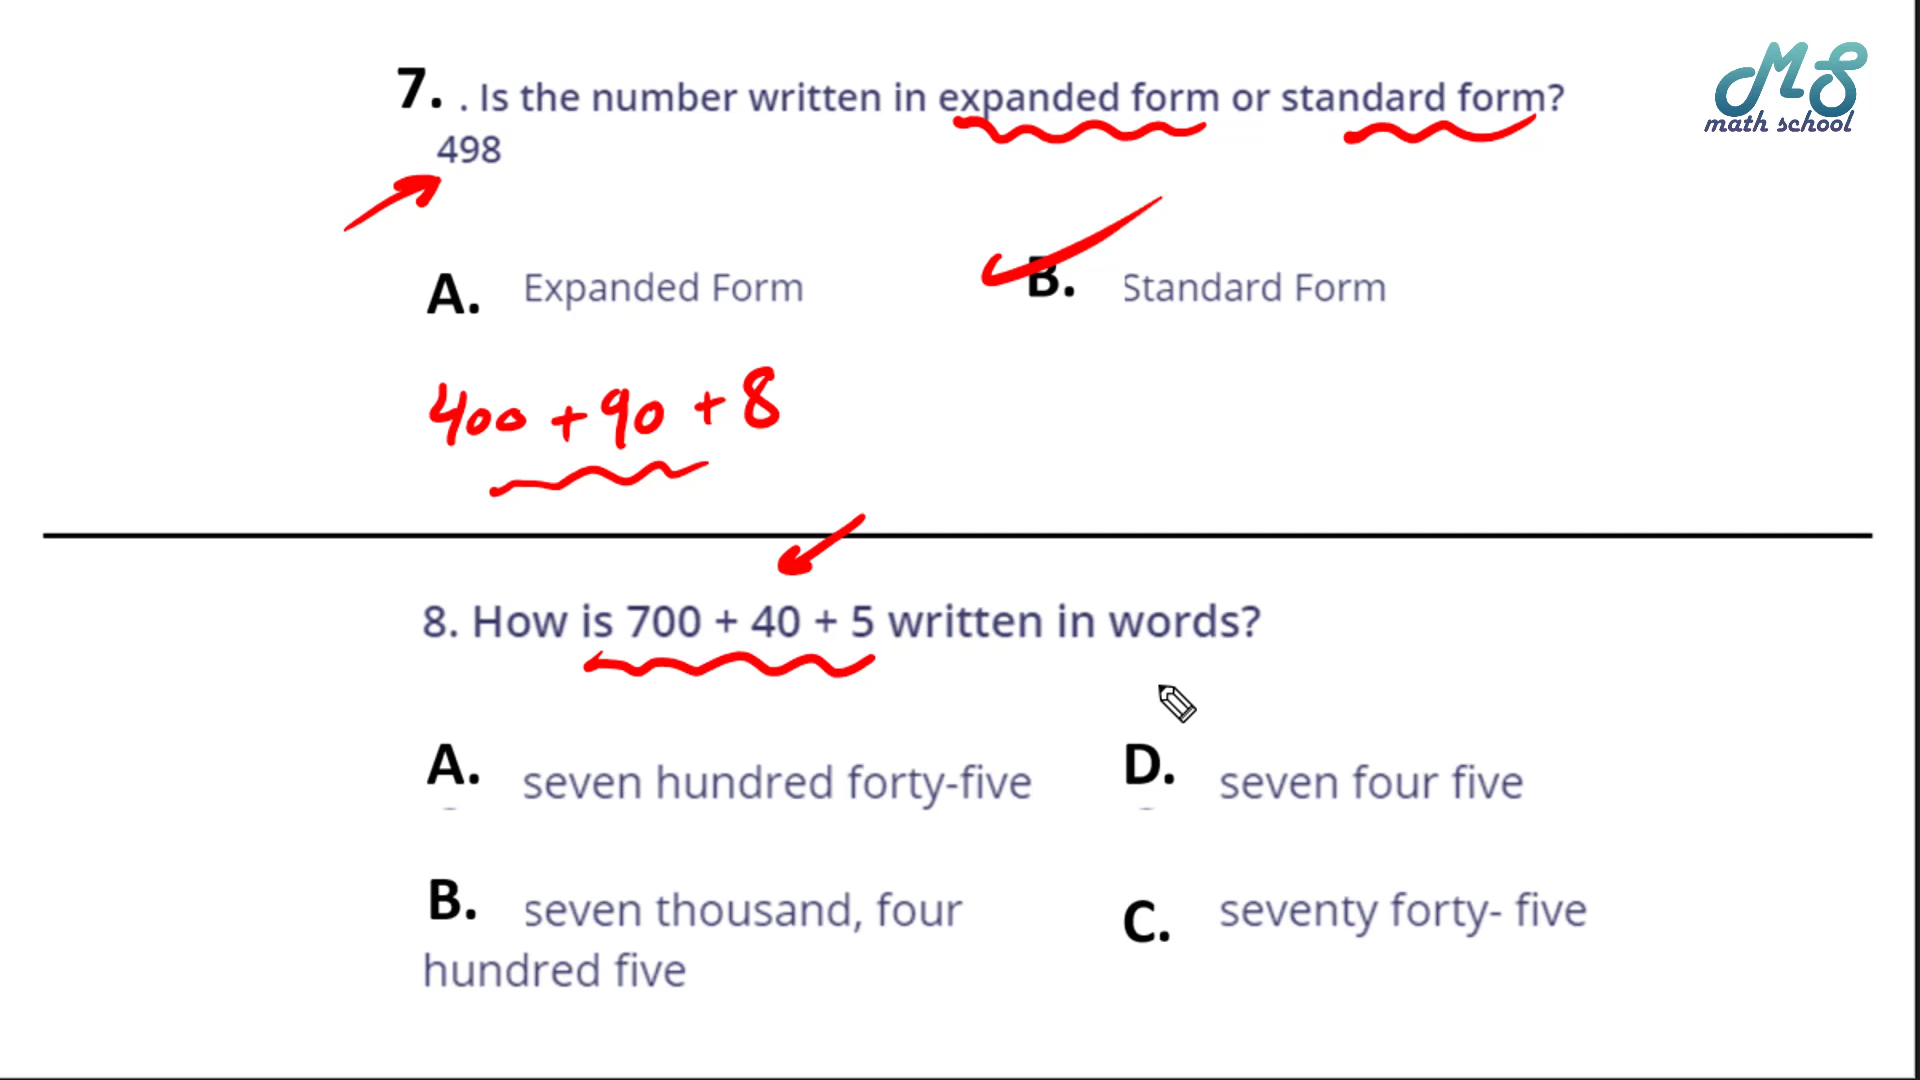 MS
math school
7. . Is the number written in expanded form or standard form?
498
A. Expanded Form
B. Standard Form
400 + 90 + 8
8. How is 700 + 40 + 5 written in words?
A. seven hundred forty-five
D. seven four five
B. seven thousand, four
hundred five
C. seventy forty- five